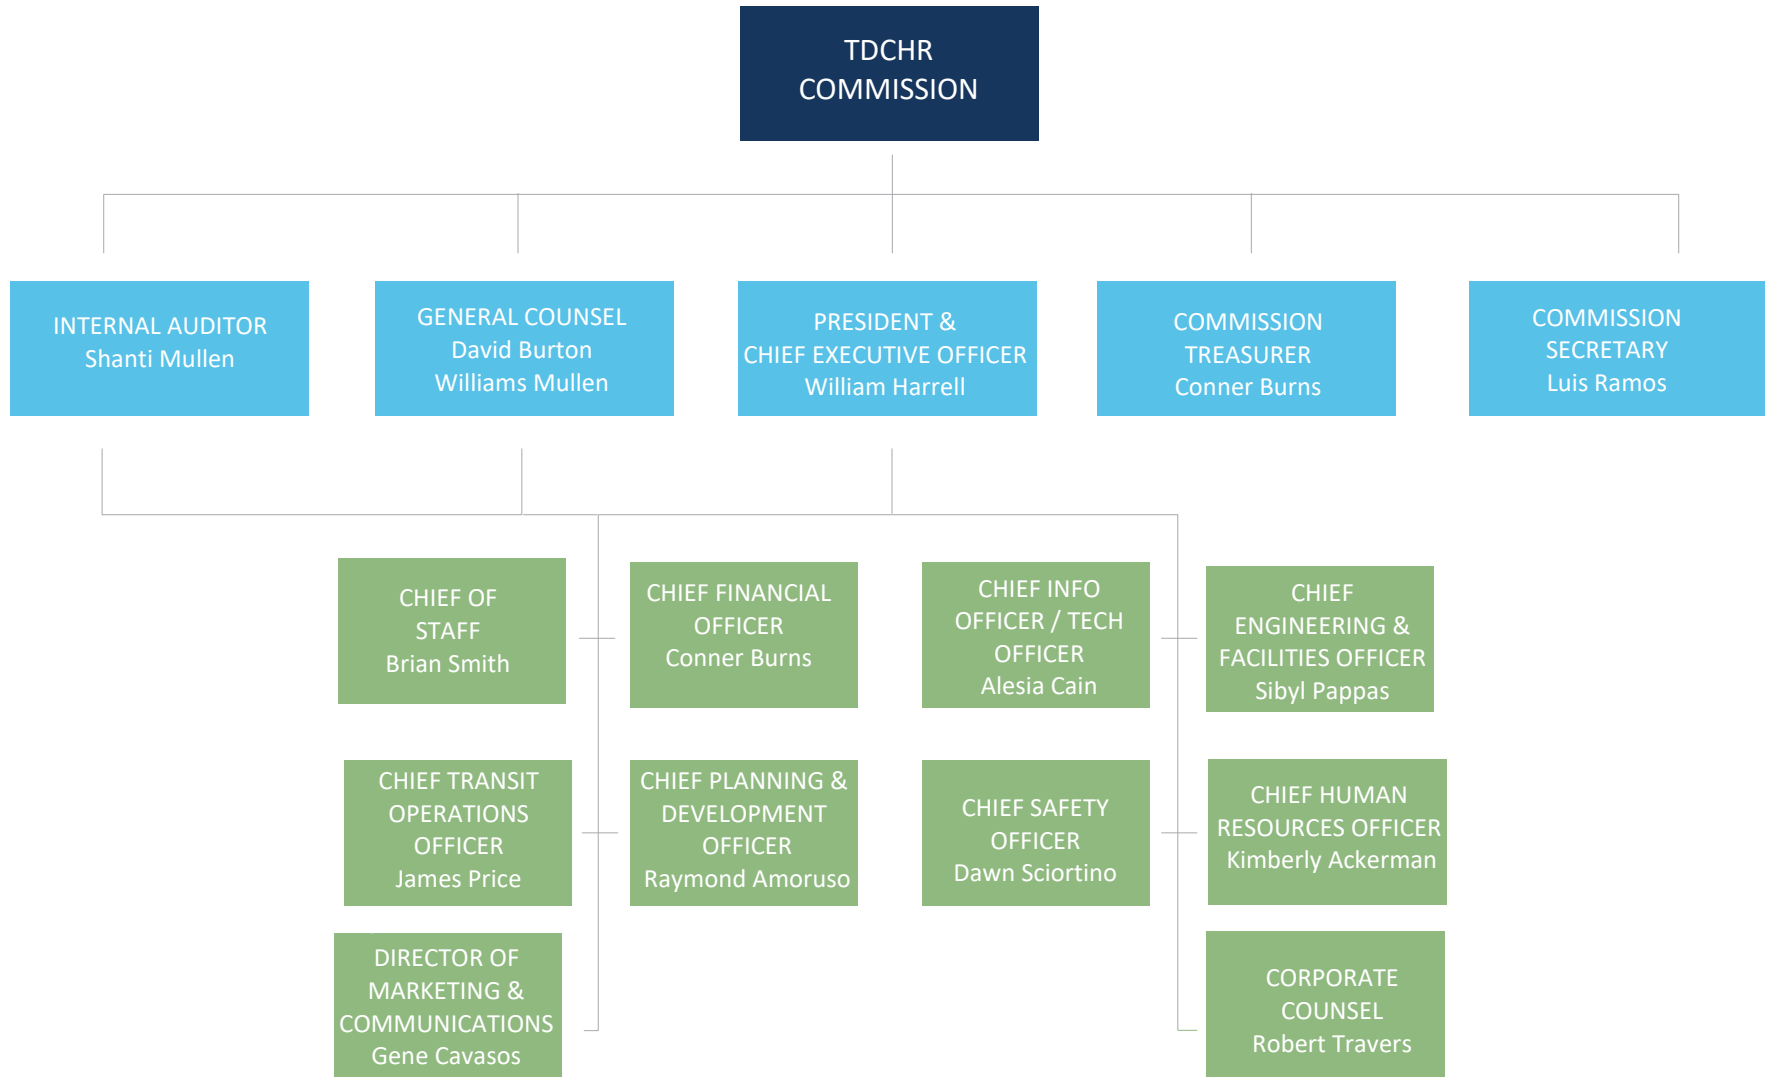 TDCHR
COMMISSION
INTERNAL AUDITOR
Shanti Mullen
GENERAL COUNSEL
David Burton
Williams Mullen
PRESIDENT &
CHIEF EXECUTIVE OFFICER
William Harrell
COMMISSION
TREASURER
Conner Burns
COMMISSION
SECRETARY
Luis Ramos
CHIEF OF
STAFF
Brian Smith
CHIEF FINANCIAL
OFFICER
Conner Burns
CHIEF INFO
OFFICER / TECH
OFFICER
Alesia Cain
CHIEF
ENGINEERING &
FACILITIES OFFICER
Sibyl Pappas
CHIEF TRANSIT
OPERATIONS
OFFICER
James Price
CHIEF PLANNING &
DEVELOPMENT
OFFICER
Raymond Amoruso
CHIEF SAFETY
OFFICER
Dawn Sciortino
CHIEF HUMAN
RESOURCES OFFICER
Kimberly Ackerman
DIRECTOR OF
MARKETING &
COMMUNICATIONS
Gene Cavasos
CORPORATE
COUNSEL
Robert Travers